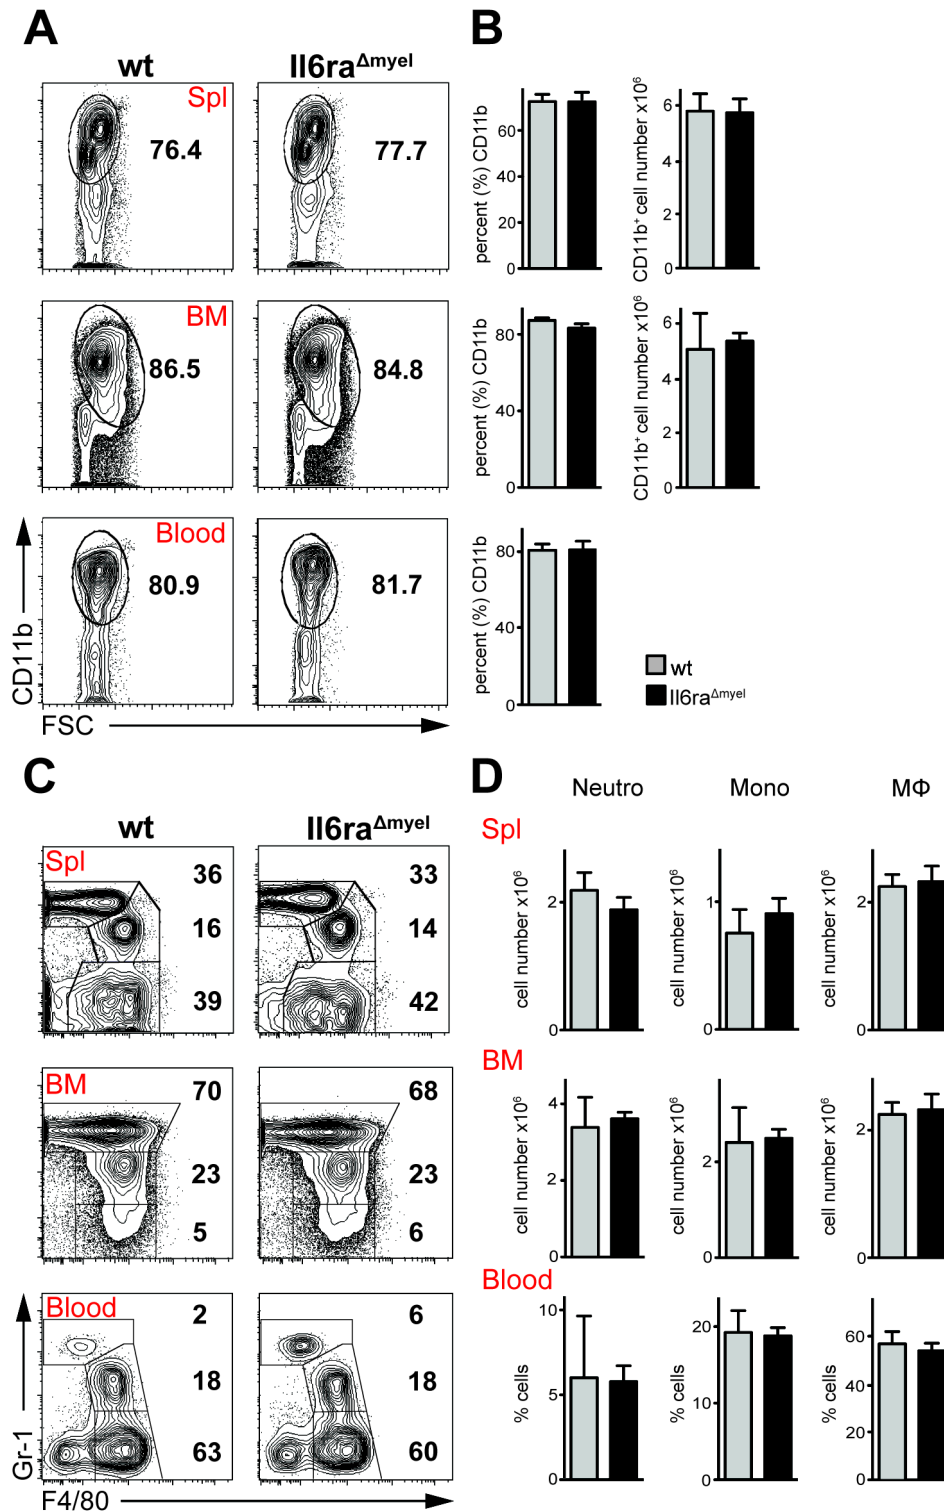 A
wt
Il6raΔmyel
Spl
76.4
77.7
BM
86.5
84.8
Blood
80.9
81.7
CD11b
FSC
B
percent (%) CD11b
60
40
20
0
CD11b+ cell number x10⁶
6
4
2
0
percent (%) CD11b
80
40
0
CD11b+ cell number x10⁶
6
4
2
0
percent (%) CD11b
80
40
0
wt
Il6raΔmyel
C
wt
Il6raΔmyel
Spl
36
16
39
33
14
42
BM
70
23
5
68
23
6
Blood
2
18
63
6
18
60
Gr-1
F4/80
D
Neutro
Mono
MΦ
Spl
cell number x10⁶
2
0
cell number x10⁶
1
0
cell number x10⁶
2
0
BM
cell number x10⁶
4
2
0
cell number x10⁶
2
0
cell number x10⁶
2
0
Blood
% cells
10
5
0
% cells
20
10
0
% cells
60
40
20
0